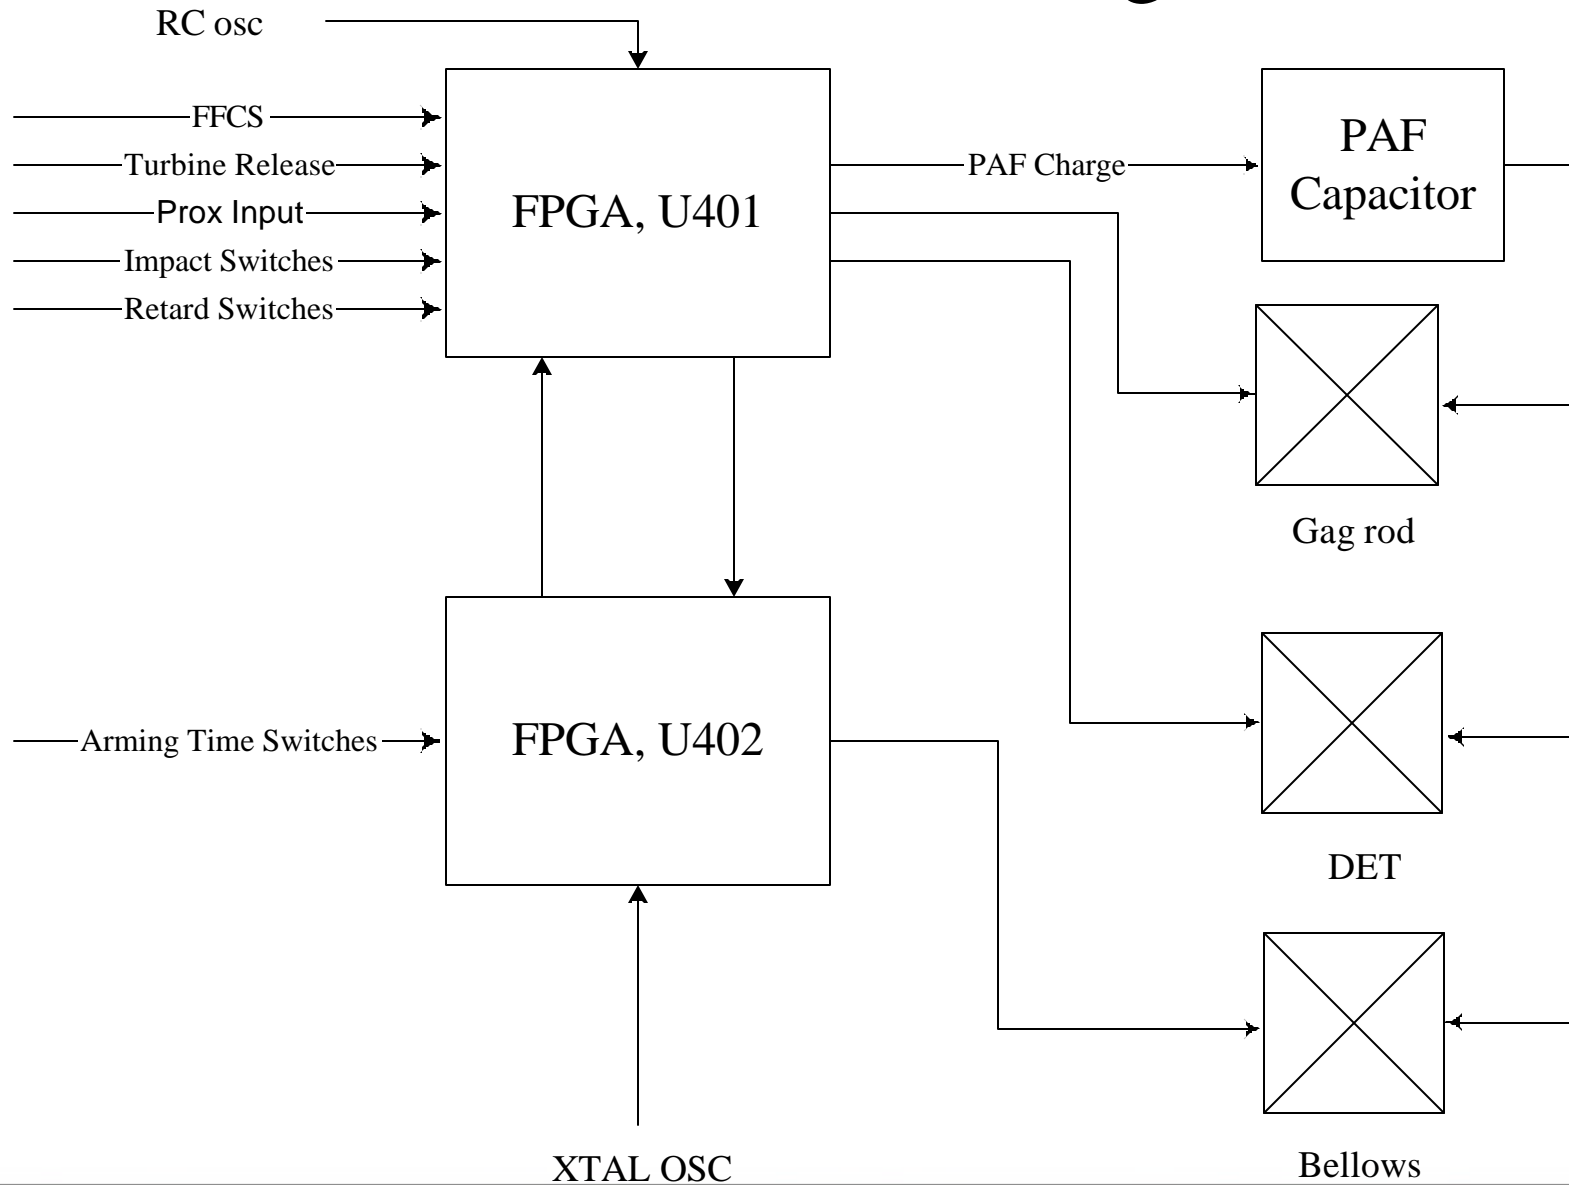 RC osc
FFCS
Turbine Release
Prox Input
Impact Switches
Retard Switches
FPGA, U401
PAF Charge
PAF
Capacitor
Gag rod
Arming Time Switches
FPGA, U402
DET
XTAL OSC
Bellows